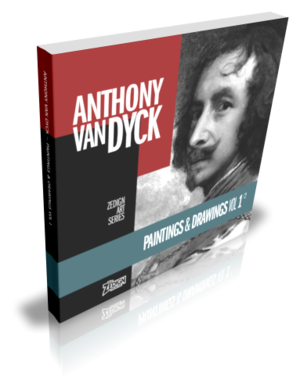 ANTHONY
VAN DYCK
ZEDIGN
ART
SERIES
PAINTINGS & DRAWINGS VOL 1
ANTHONY VAN DYCK - PAINTINGS & DRAWINGS VOL 1